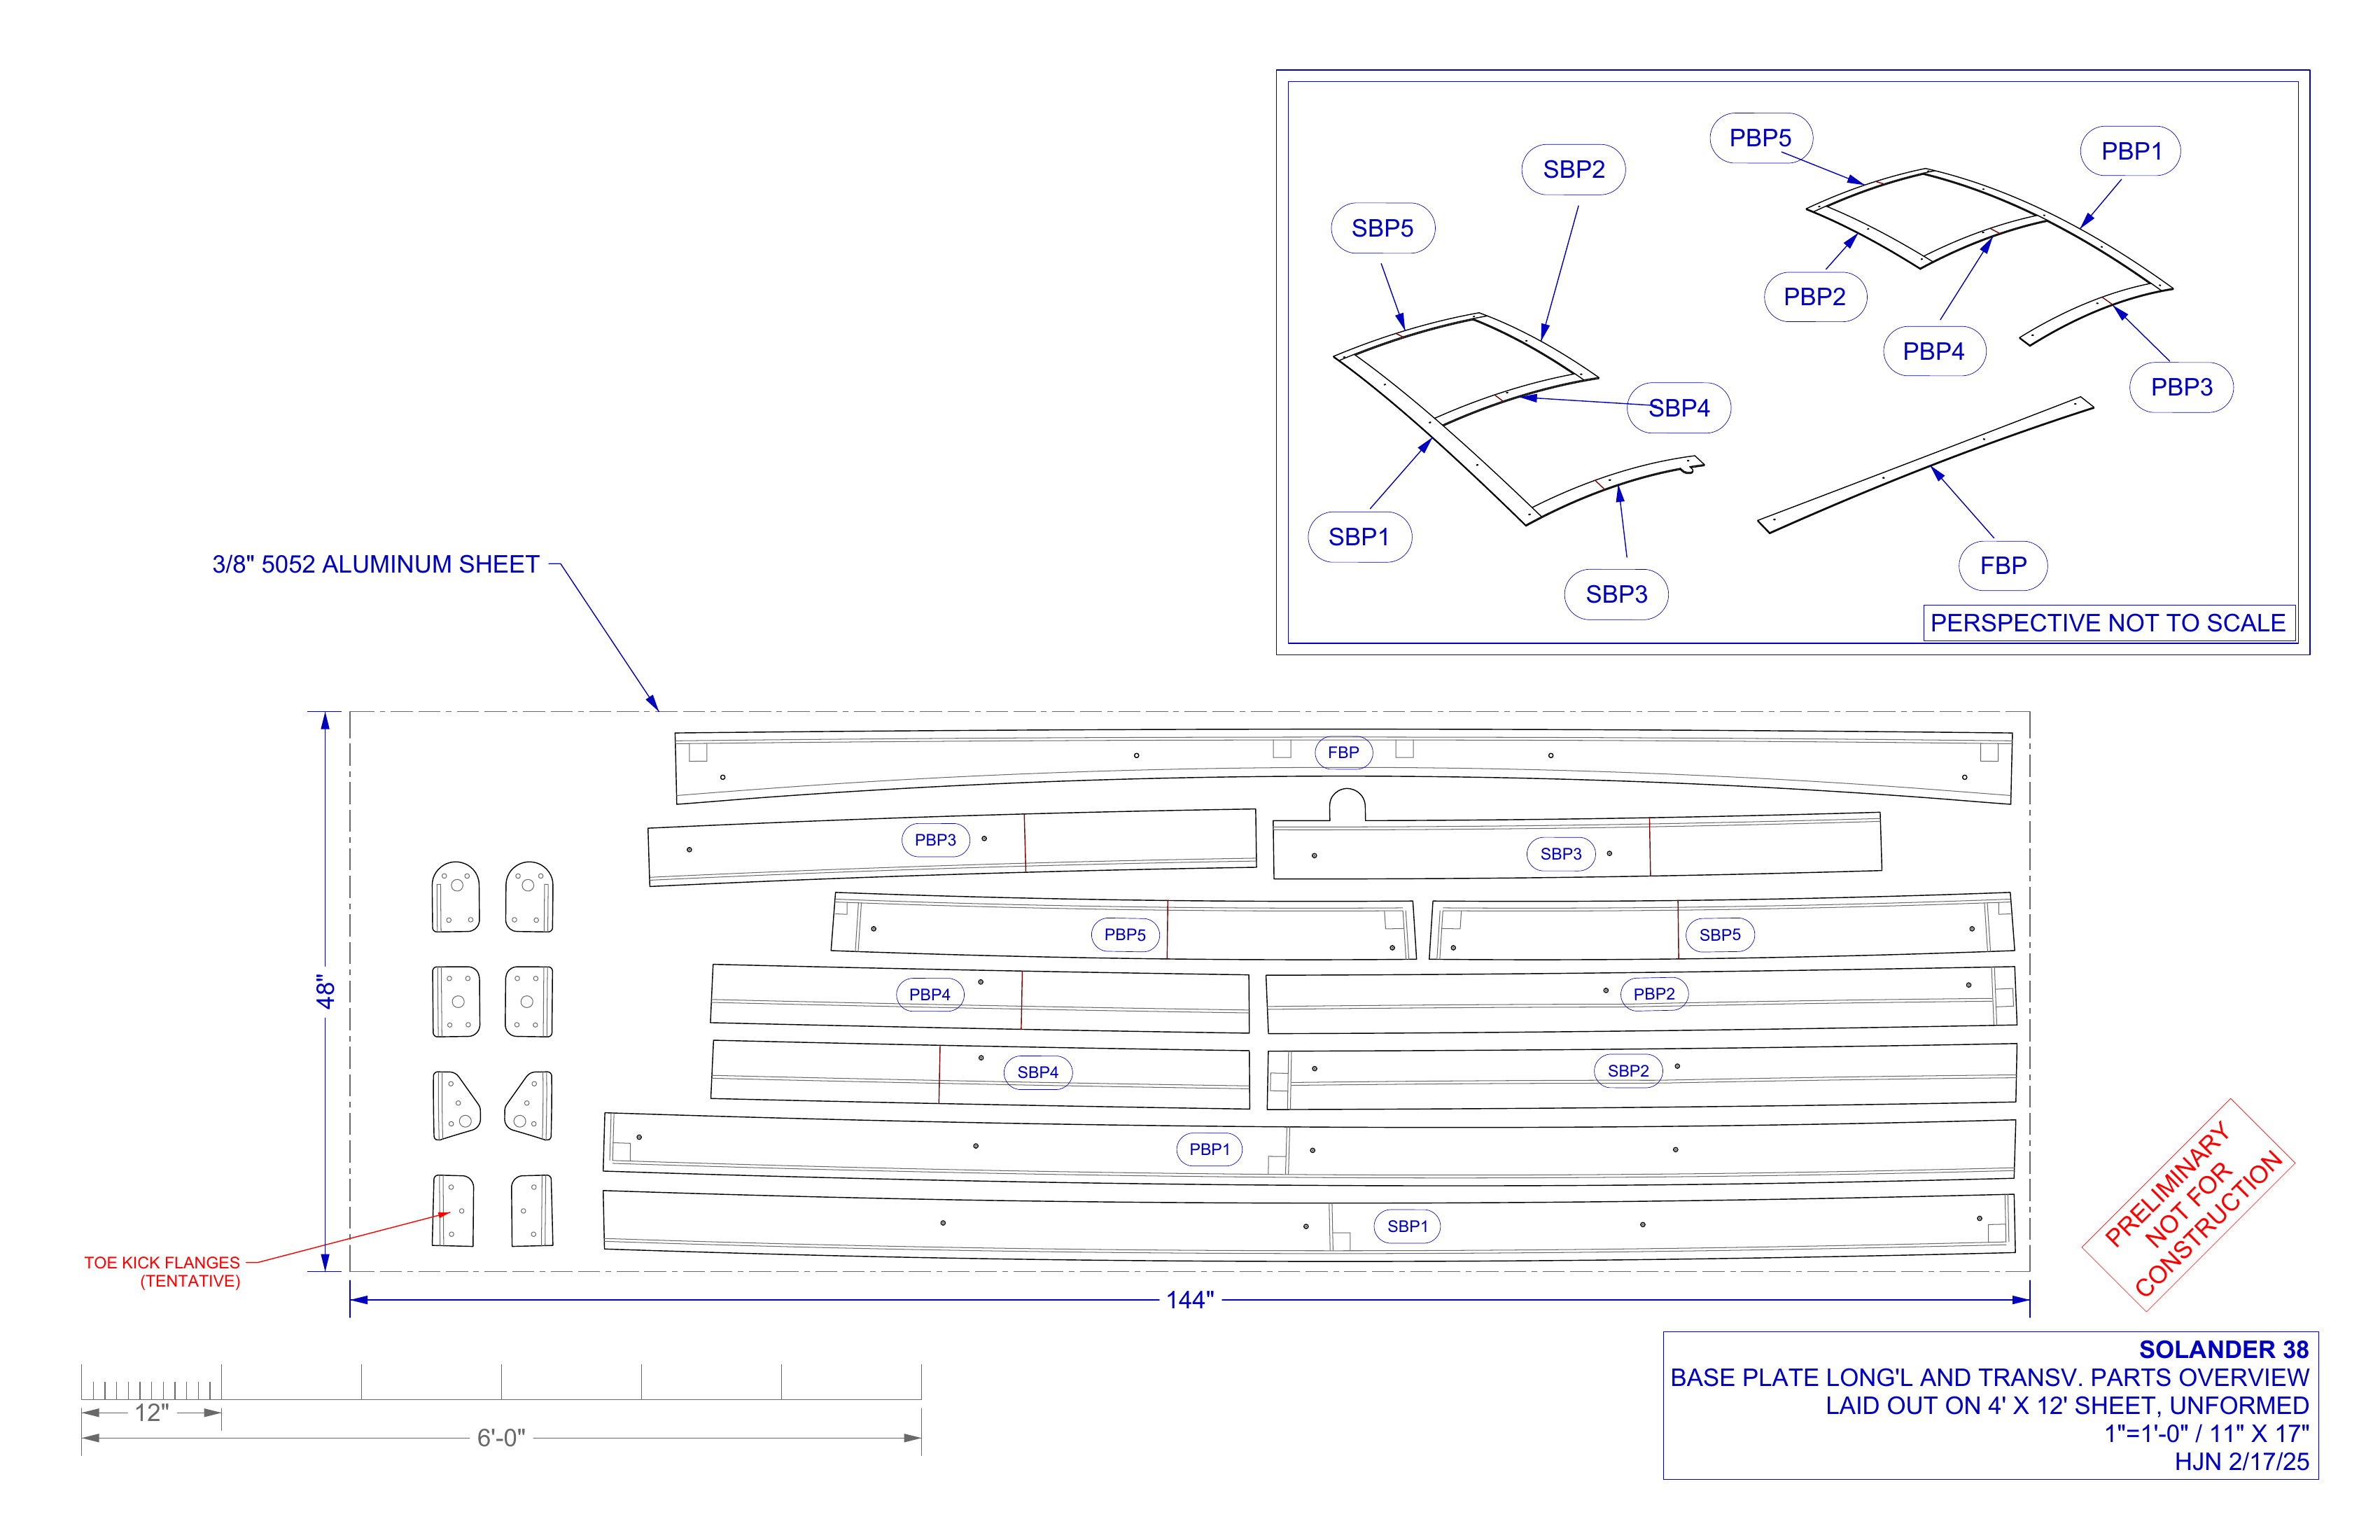 PBP5
PBP1
SBP2
SBP5
PBP2
PBP4
PBP3
SBP4
SBP1
SBP3
FBP
PERSPECTIVE NOT TO SCALE
3/8" 5052 ALUMINUM SHEET
FBP
PBP3
SBP3
PBP5
SBP5
PBP4
PBP2
SBP4
SBP2
PBP1
SBP1
48"
144"
TOE KICK FLANGES
(TENTATIVE)
PRELIMINARY
NOT FOR
CONSTRUCTION
12"
6'-0"
SOLANDER 38
BASE PLATE LONG'L AND TRANSV. PARTS OVERVIEW
LAID OUT ON 4' X 12' SHEET, UNFORMED
1"=1'-0" / 11" X 17"
HJN 2/17/25